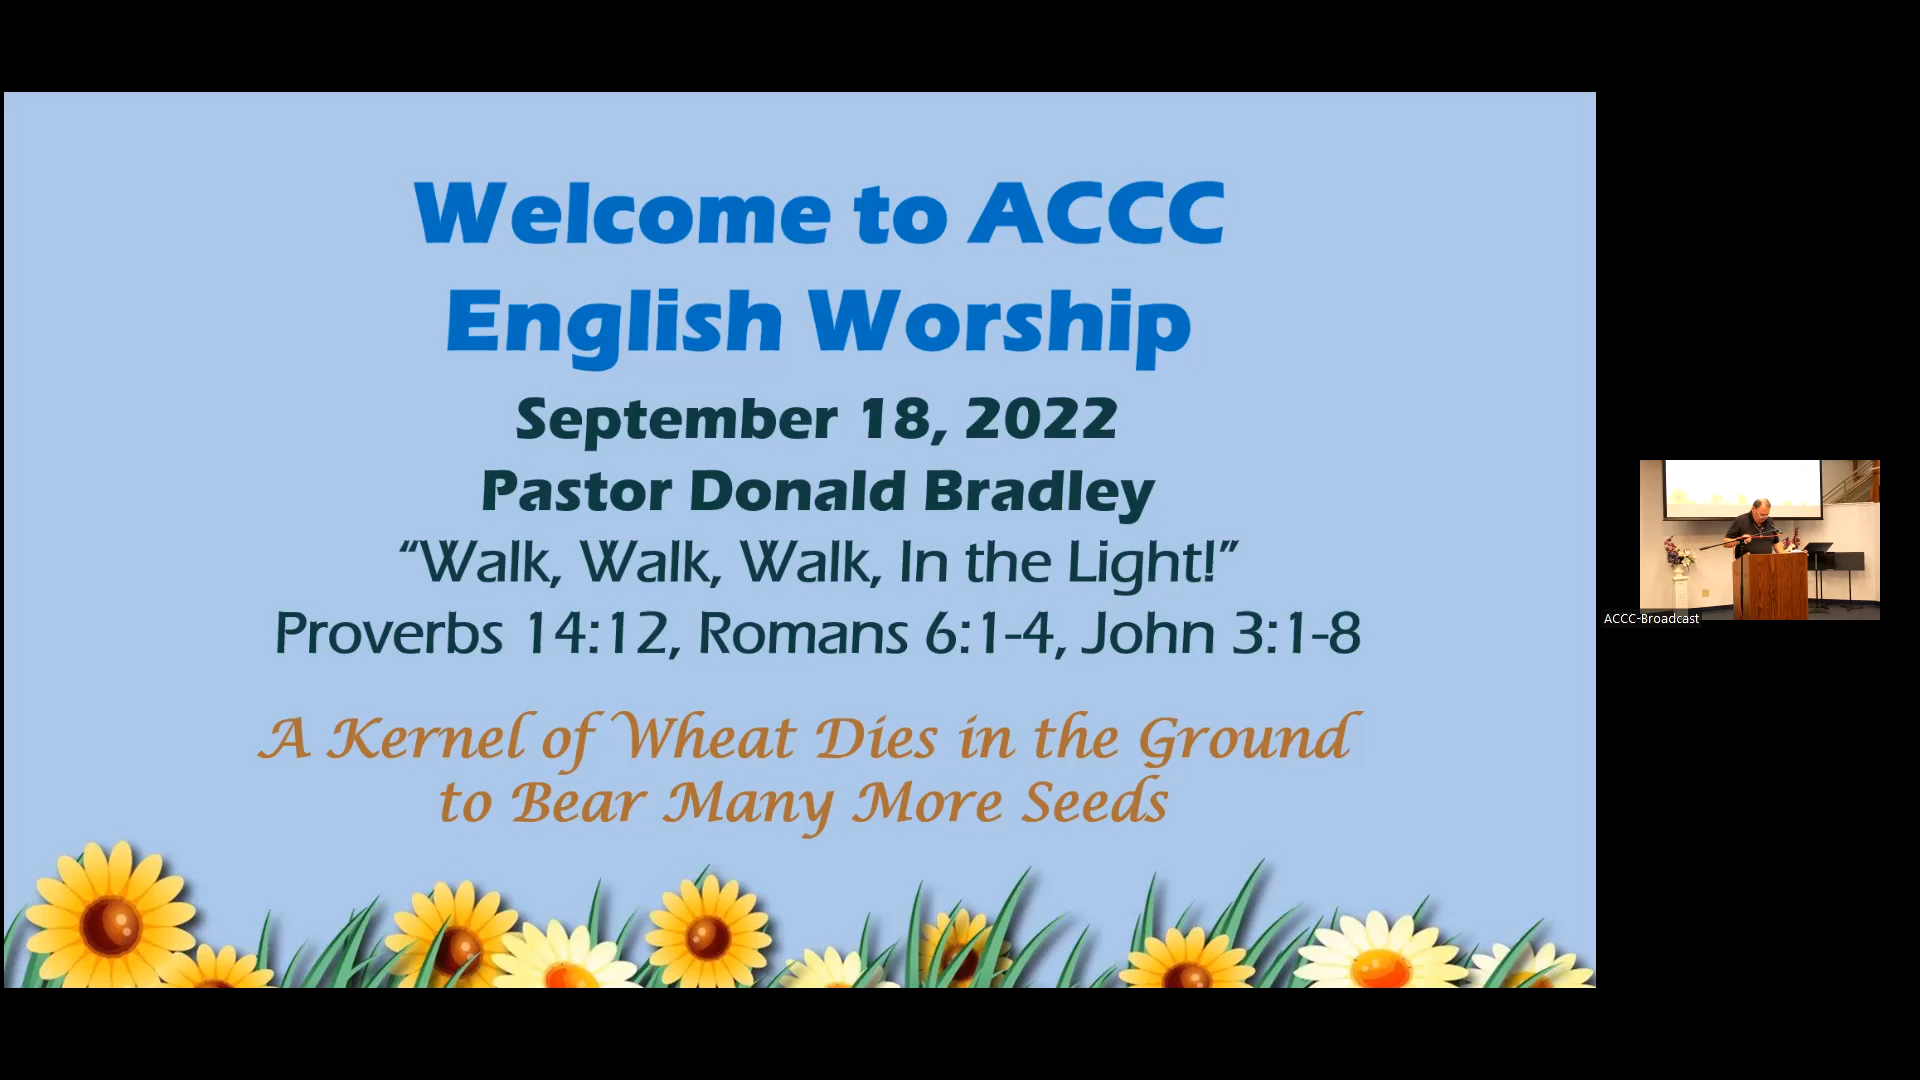 Welcome to ACCC
English Worship
September 18, 2022
Pastor Donald Bradley
“Walk, Walk, Walk, In the Light!”
Proverbs 14:12, Romans 6:1-4, John 3:1-8
A Kernel of Wheat Dies in the Ground
to Bear Many More Seeds
ACCC-Broadcast